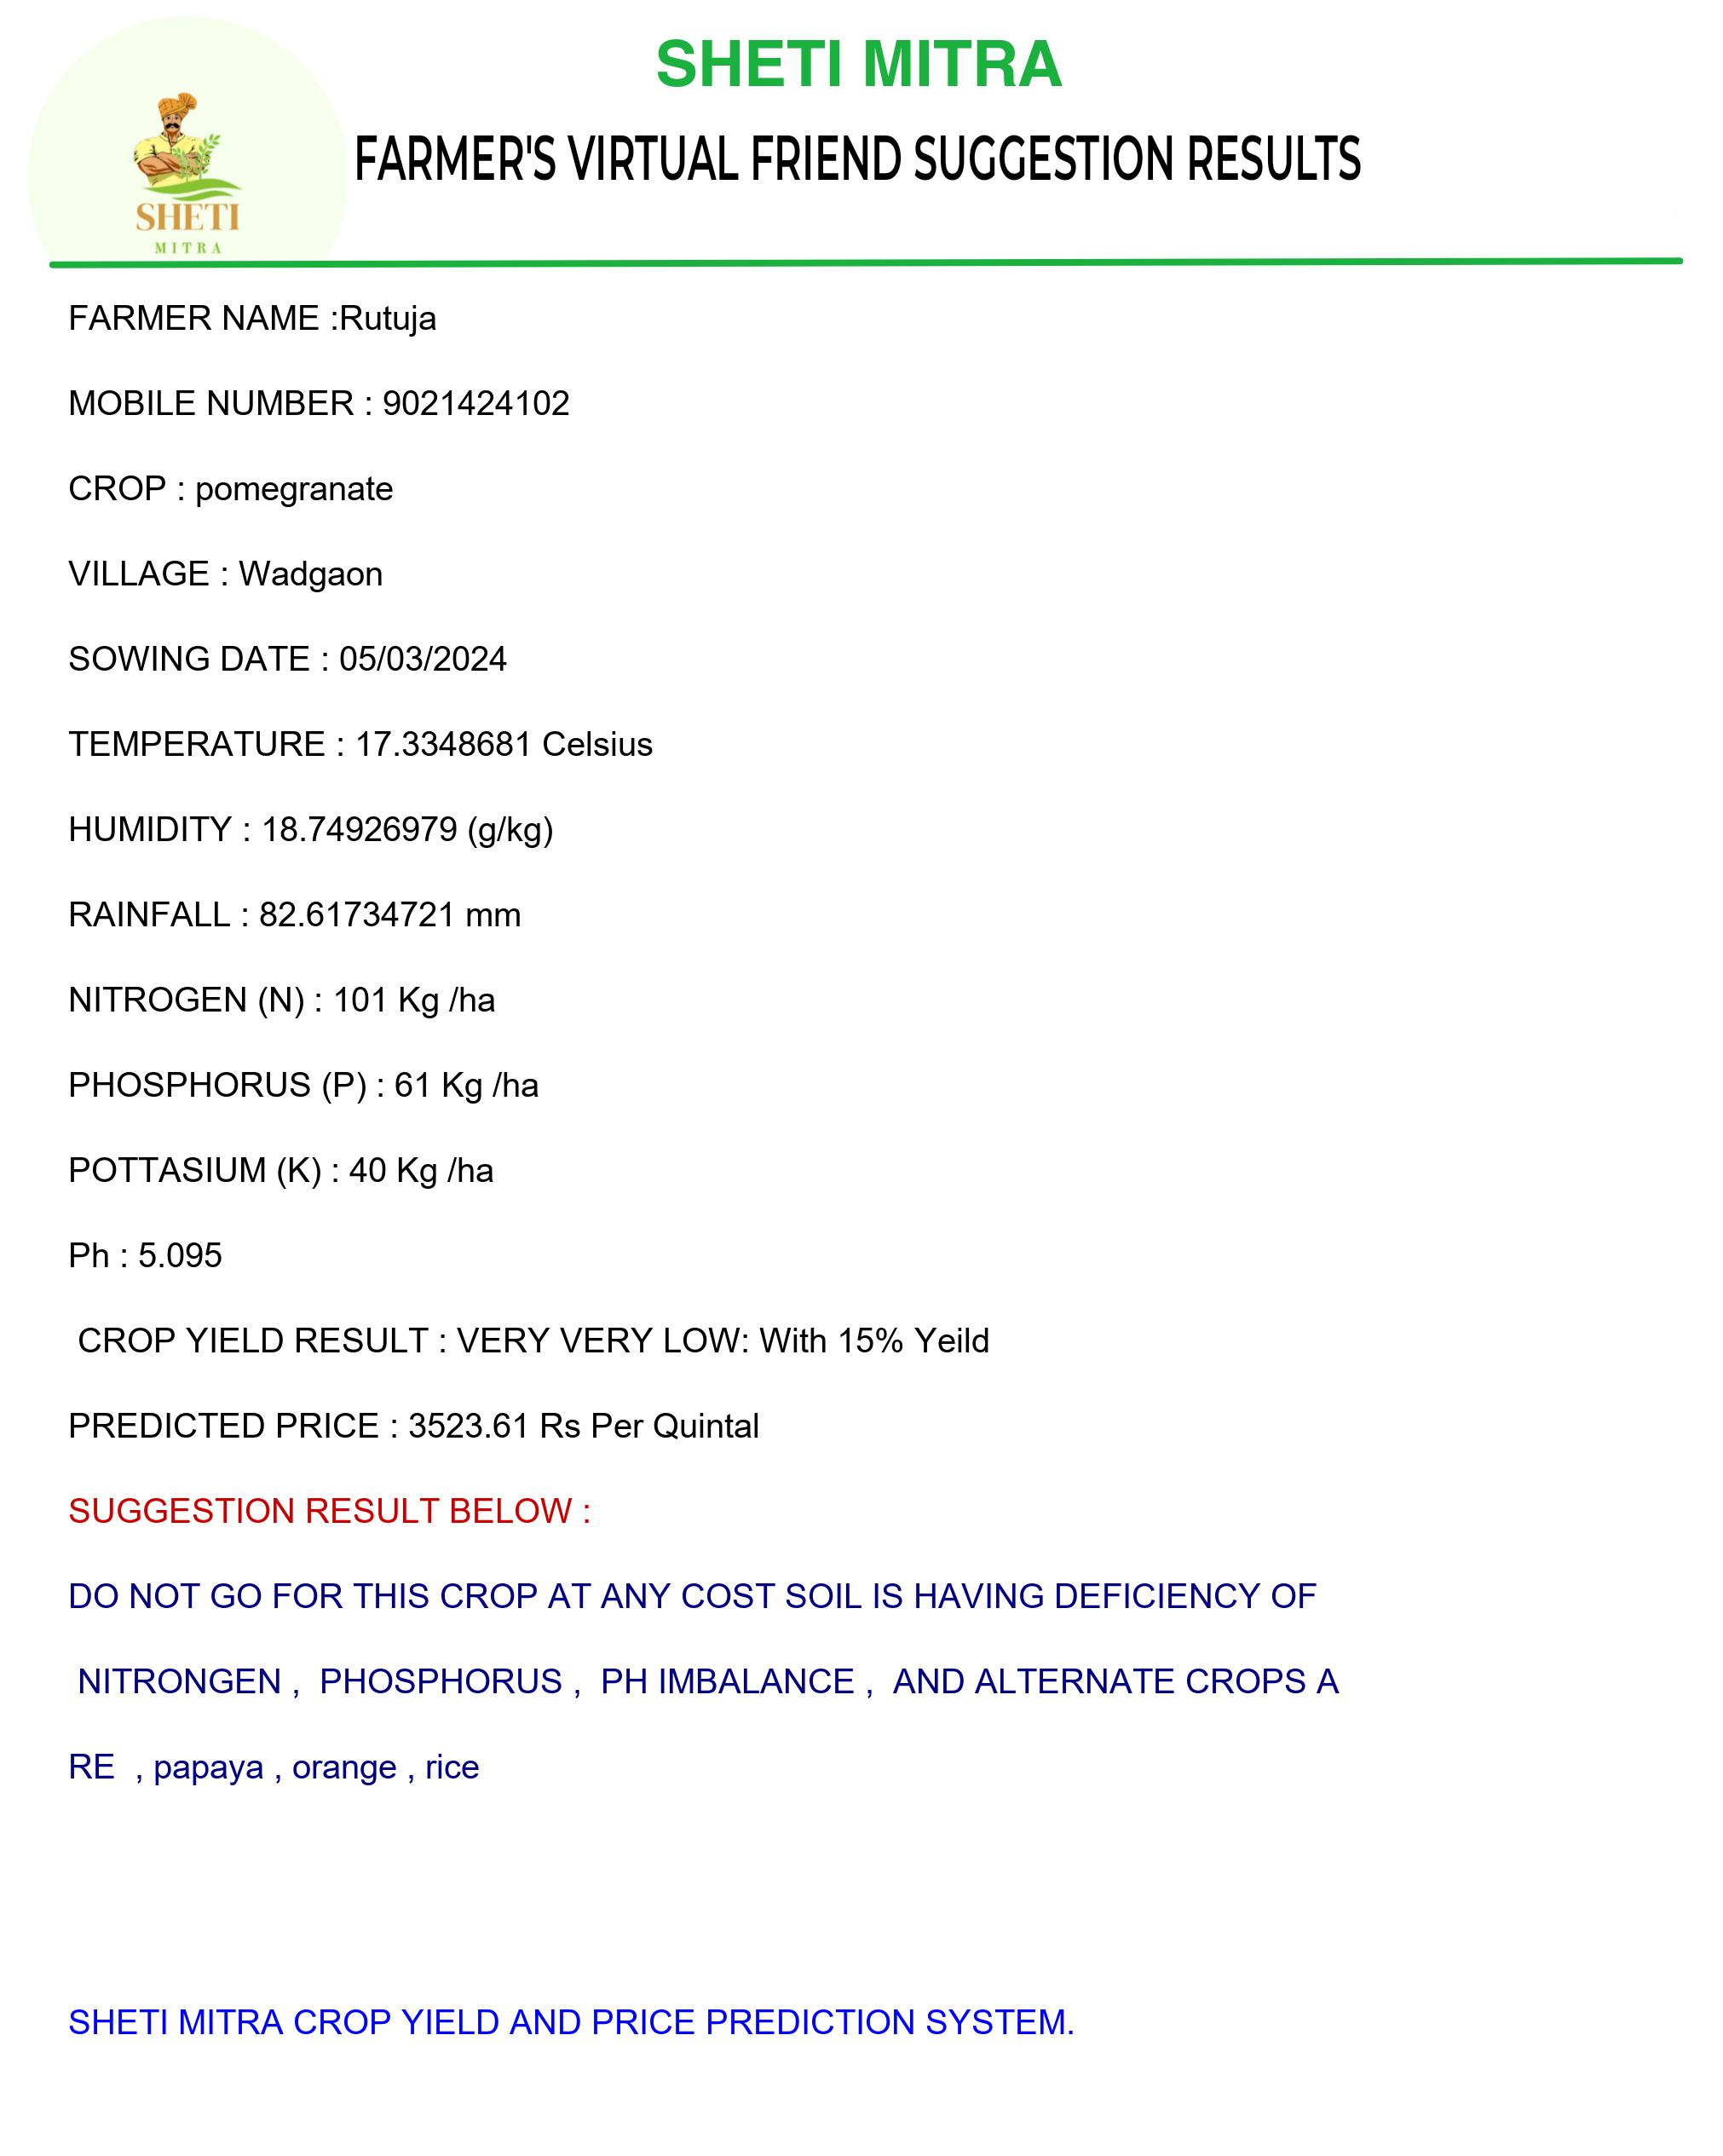 SHETI MITRA
FARMER'S VIRTUAL FRIEND SUGGESTION RESULTS
SHETI
MITRA
FARMER NAME :Rutuja
MOBILE NUMBER : 9021424102
CROP : pomegranate
VILLAGE : Wadgaon
SOWING DATE : 05/03/2024
TEMPERATURE : 17.3348681 Celsius
HUMIDITY : 18.74926979 (g/kg)
RAINFALL : 82.61734721 mm
NITROGEN (N) : 101 Kg /ha
PHOSPHORUS (P) : 61 Kg /ha
POTTASIUM (K) : 40 Kg /ha
Ph : 5.095
CROP YIELD RESULT : VERY VERY LOW: With 15% Yeild
PREDICTED PRICE : 3523.61 Rs Per Quintal
SUGGESTION RESULT BELOW :
DO NOT GO FOR THIS CROP AT ANY COST SOIL IS HAVING DEFICIENCY OF
NITRONGEN ,  PHOSPHORUS ,  PH IMBALANCE ,  AND ALTERNATE CROPS A
RE  , papaya , orange , rice
SHETI MITRA CROP YIELD AND PRICE PREDICTION SYSTEM.